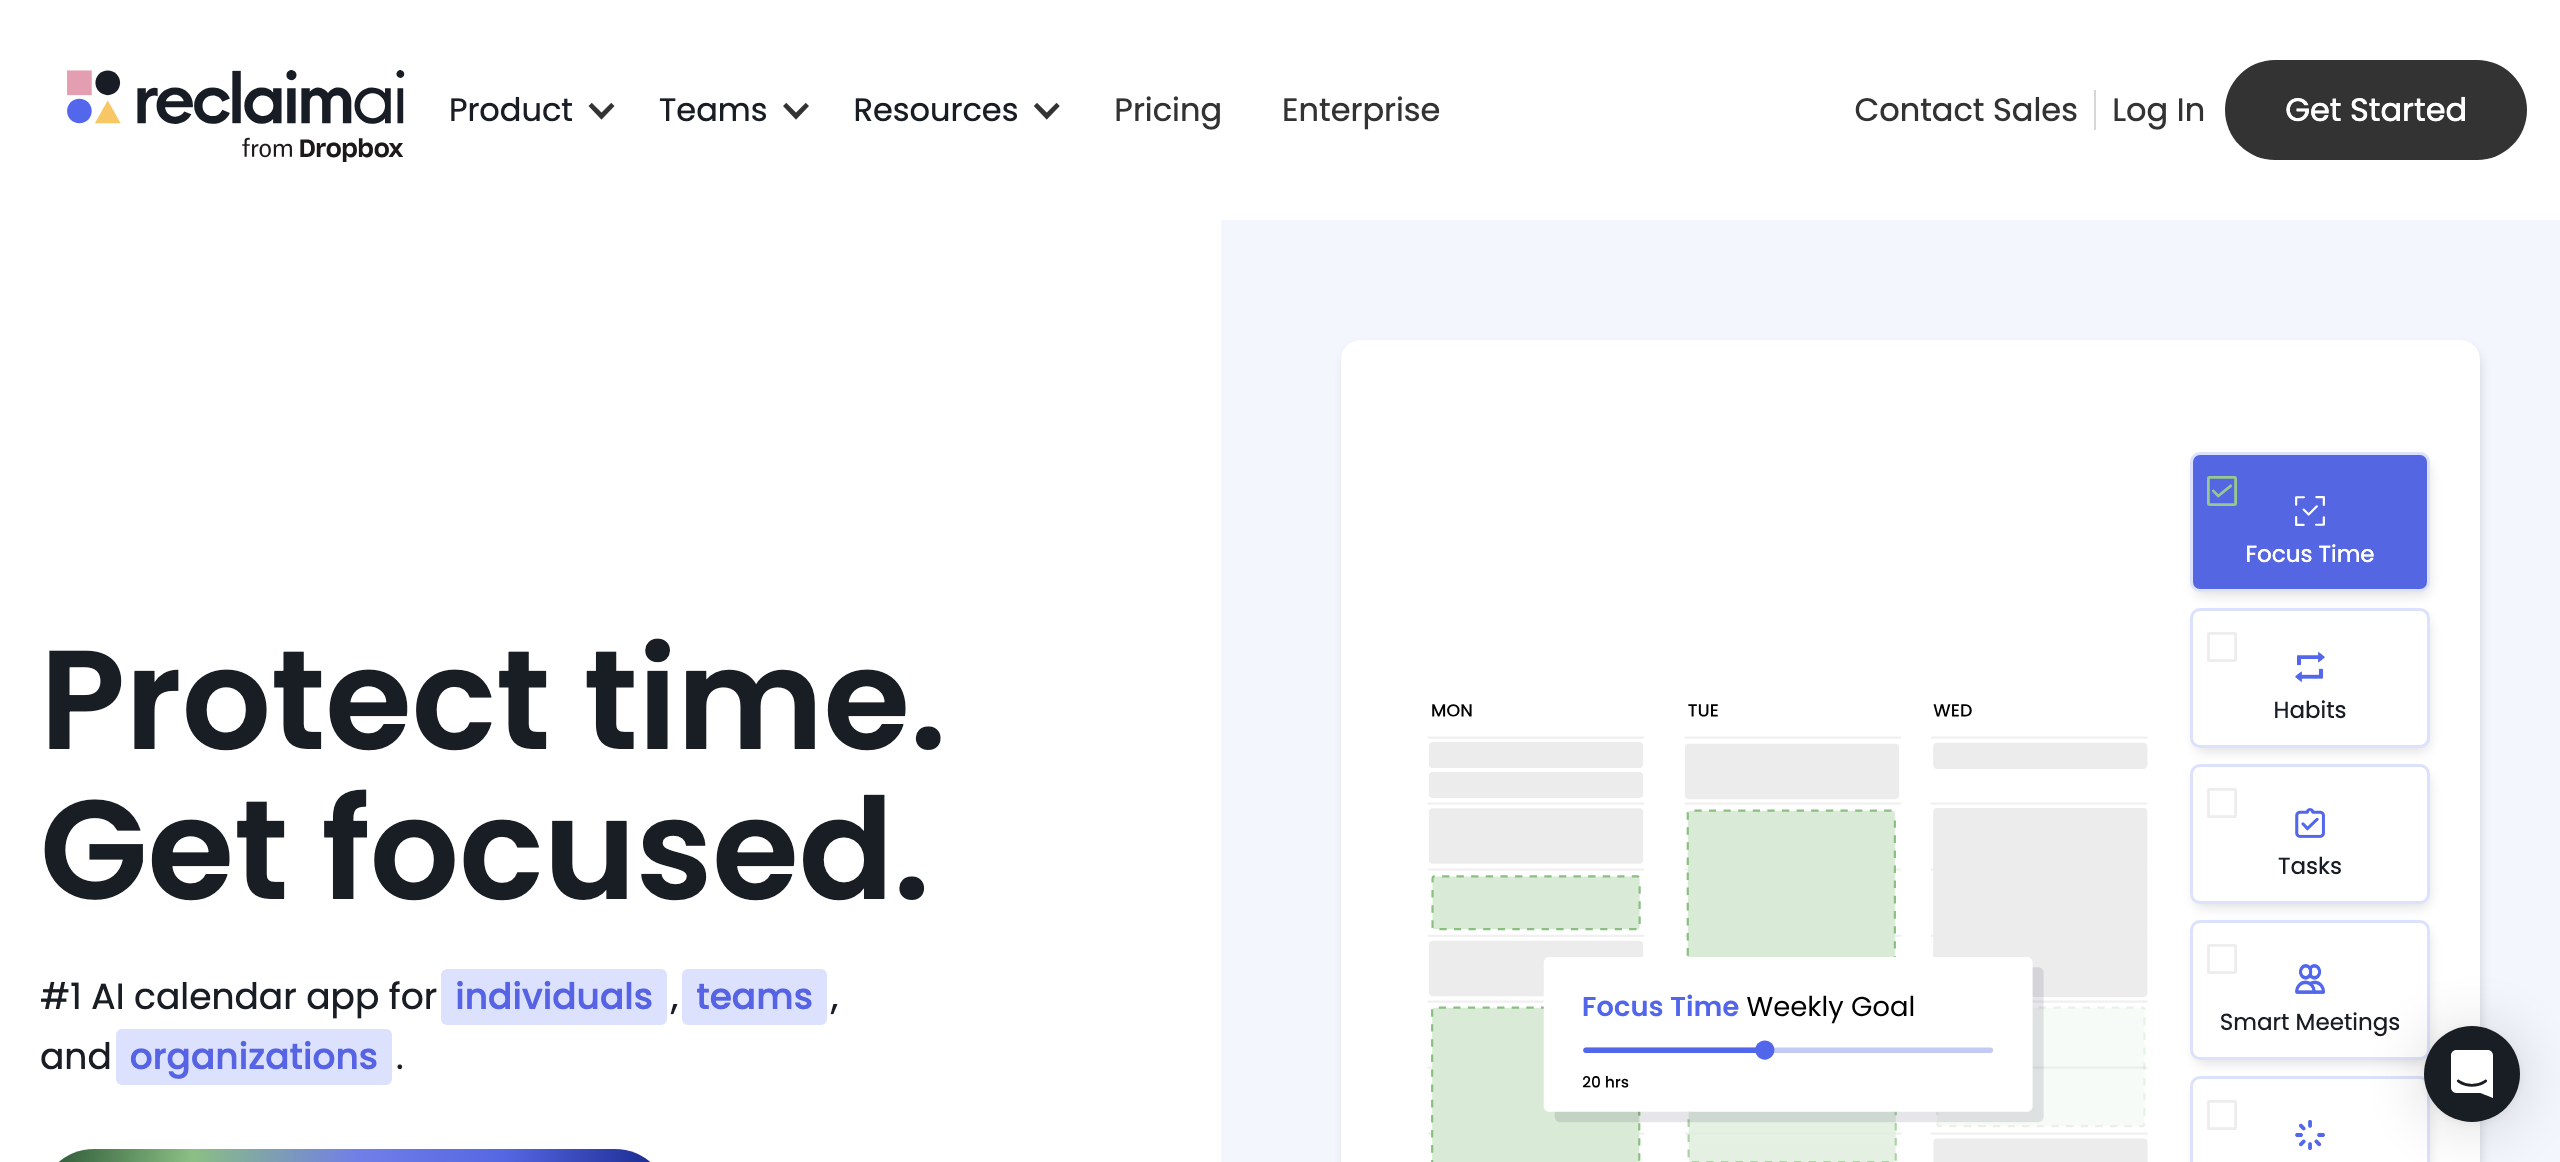 reclaimai
from Dropbox
Product
Teams
Resources
Pricing
Enterprise
Contact Sales
Log In
Get Started
Protect time.
Get focused.
#1 AI calendar app for individuals, teams,
and organizations.
MON
TUE
WED
Focus Time Weekly Goal
20 hrs
Focus Time
Habits
Tasks
Smart Meetings